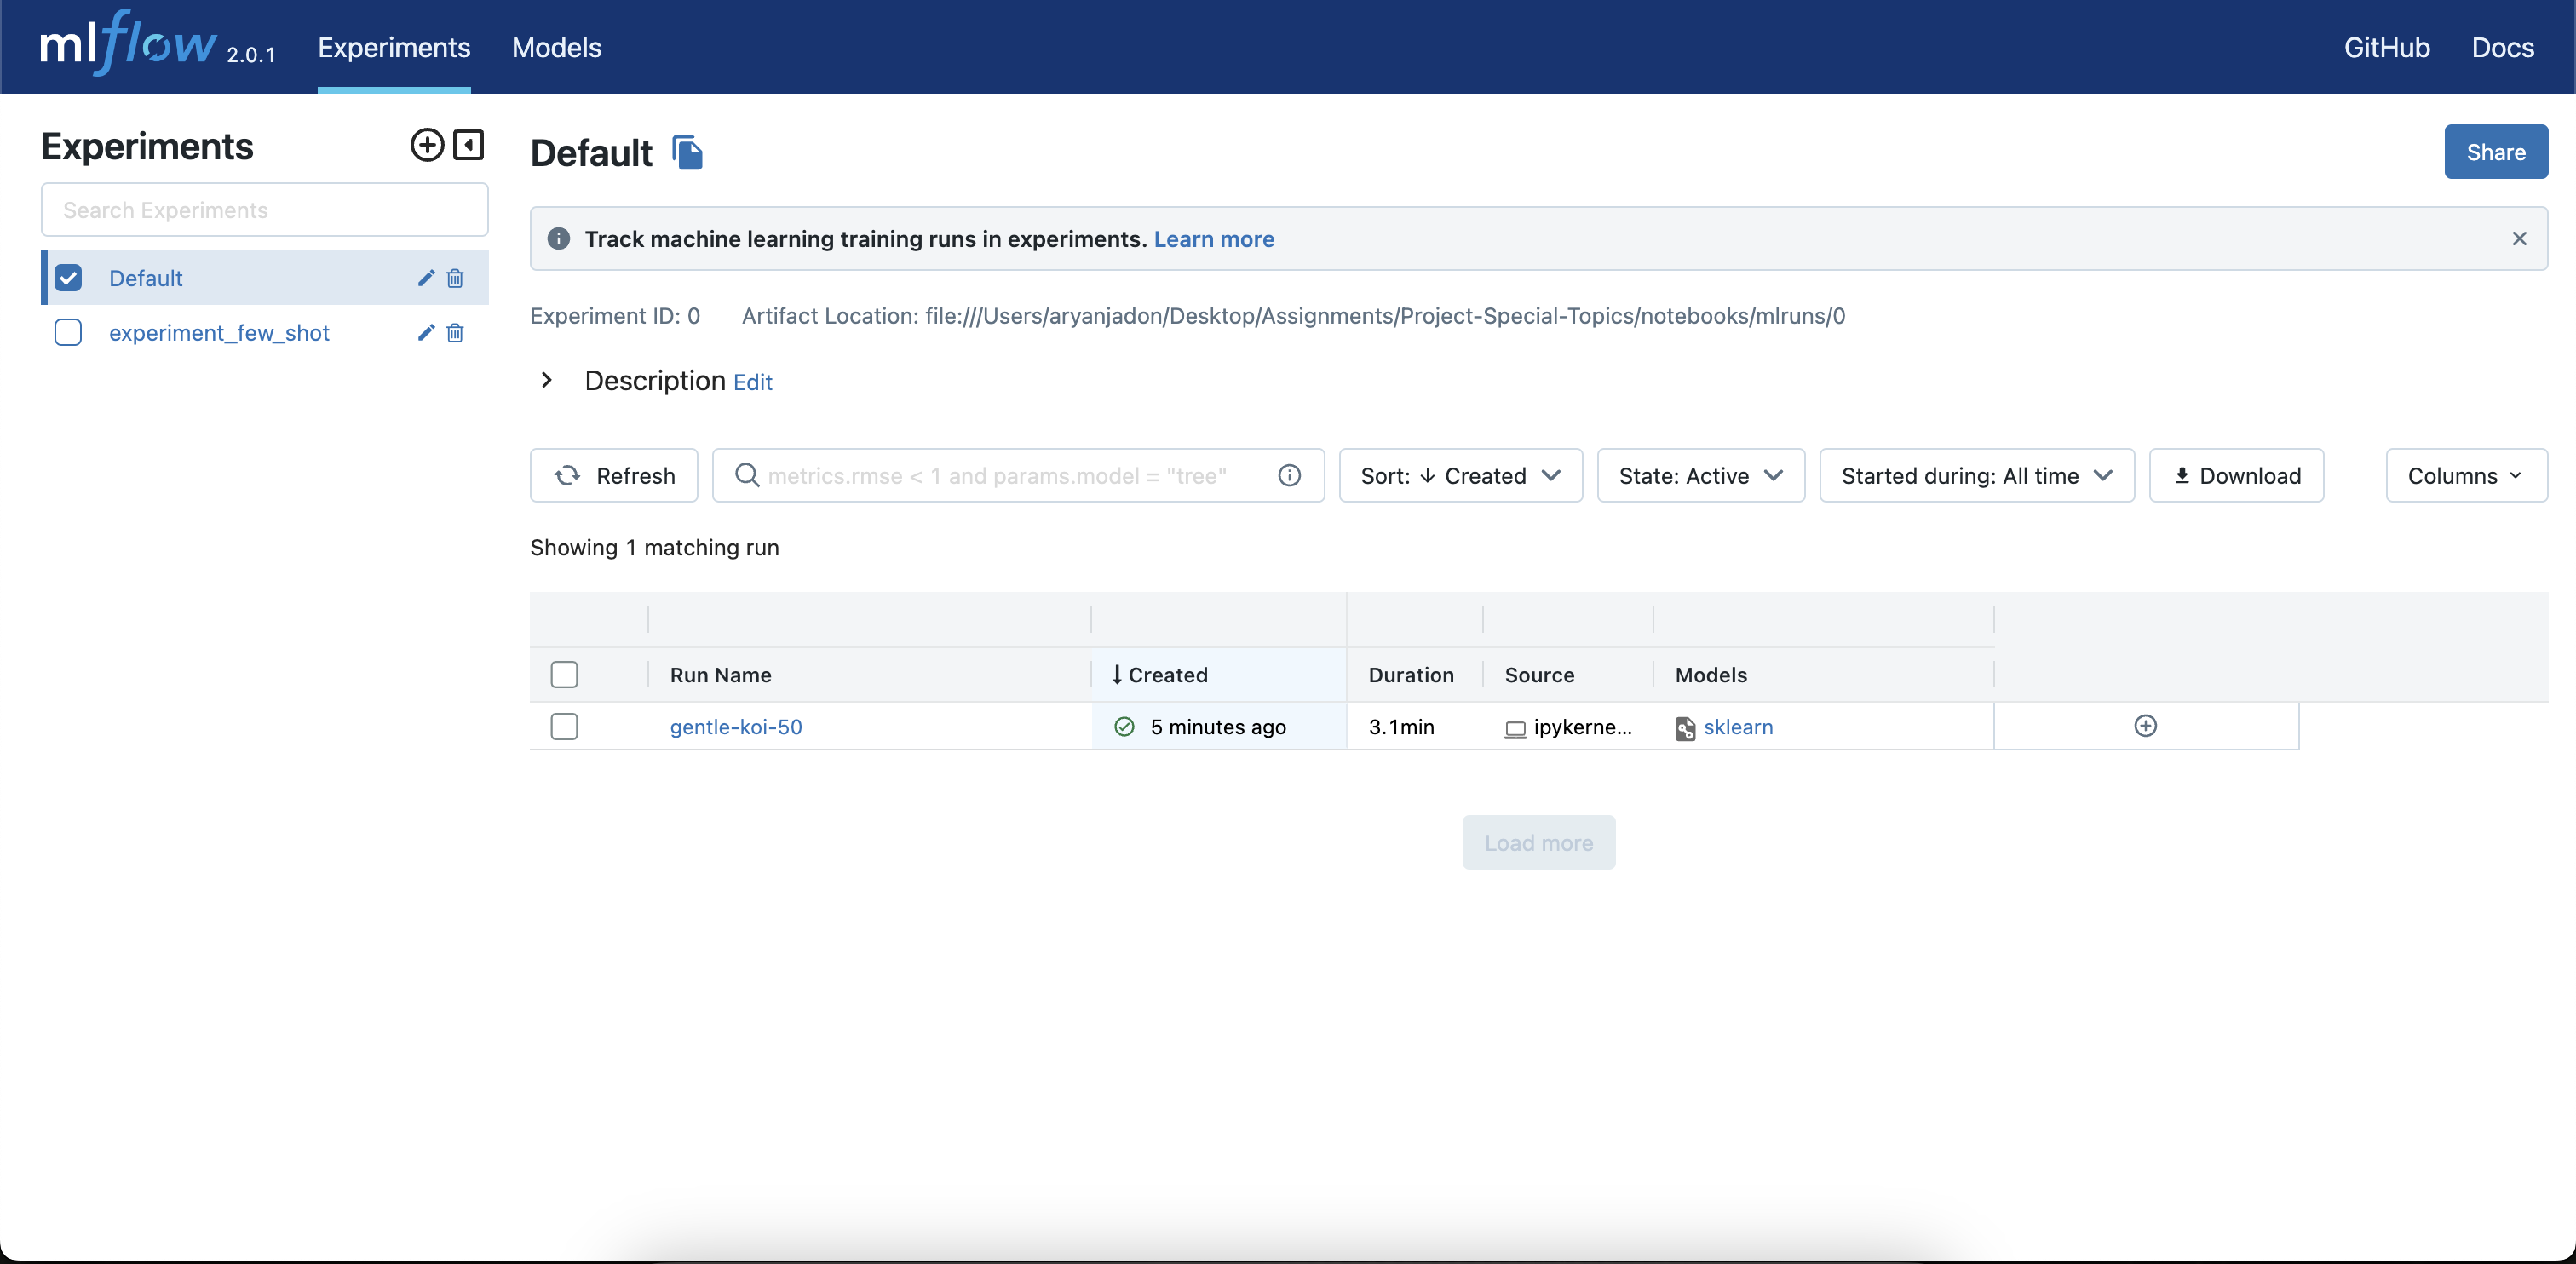 mlflow 2.0.1 Experiments Models GitHub Docs
Experiments
Search Experiments
Default
experiment_few_shot
Default
Share
Track machine learning training runs in experiments. Learn more
Experiment ID: 0 Artifact Location: file:///Users/aryanjadon/Desktop/Assignments/Project-Special-Topics/notebooks/mlruns/0
Description Edit
Refresh metrics.rmse < 1 and params.model = "tree" Sort: ↓ Created State: Active Started during: All time Download Columns
Showing 1 matching run
Run Name ↓ Created Duration Source Models
gentle-koi-50 5 minutes ago 3.1min ipykerne... sklearn
Load more